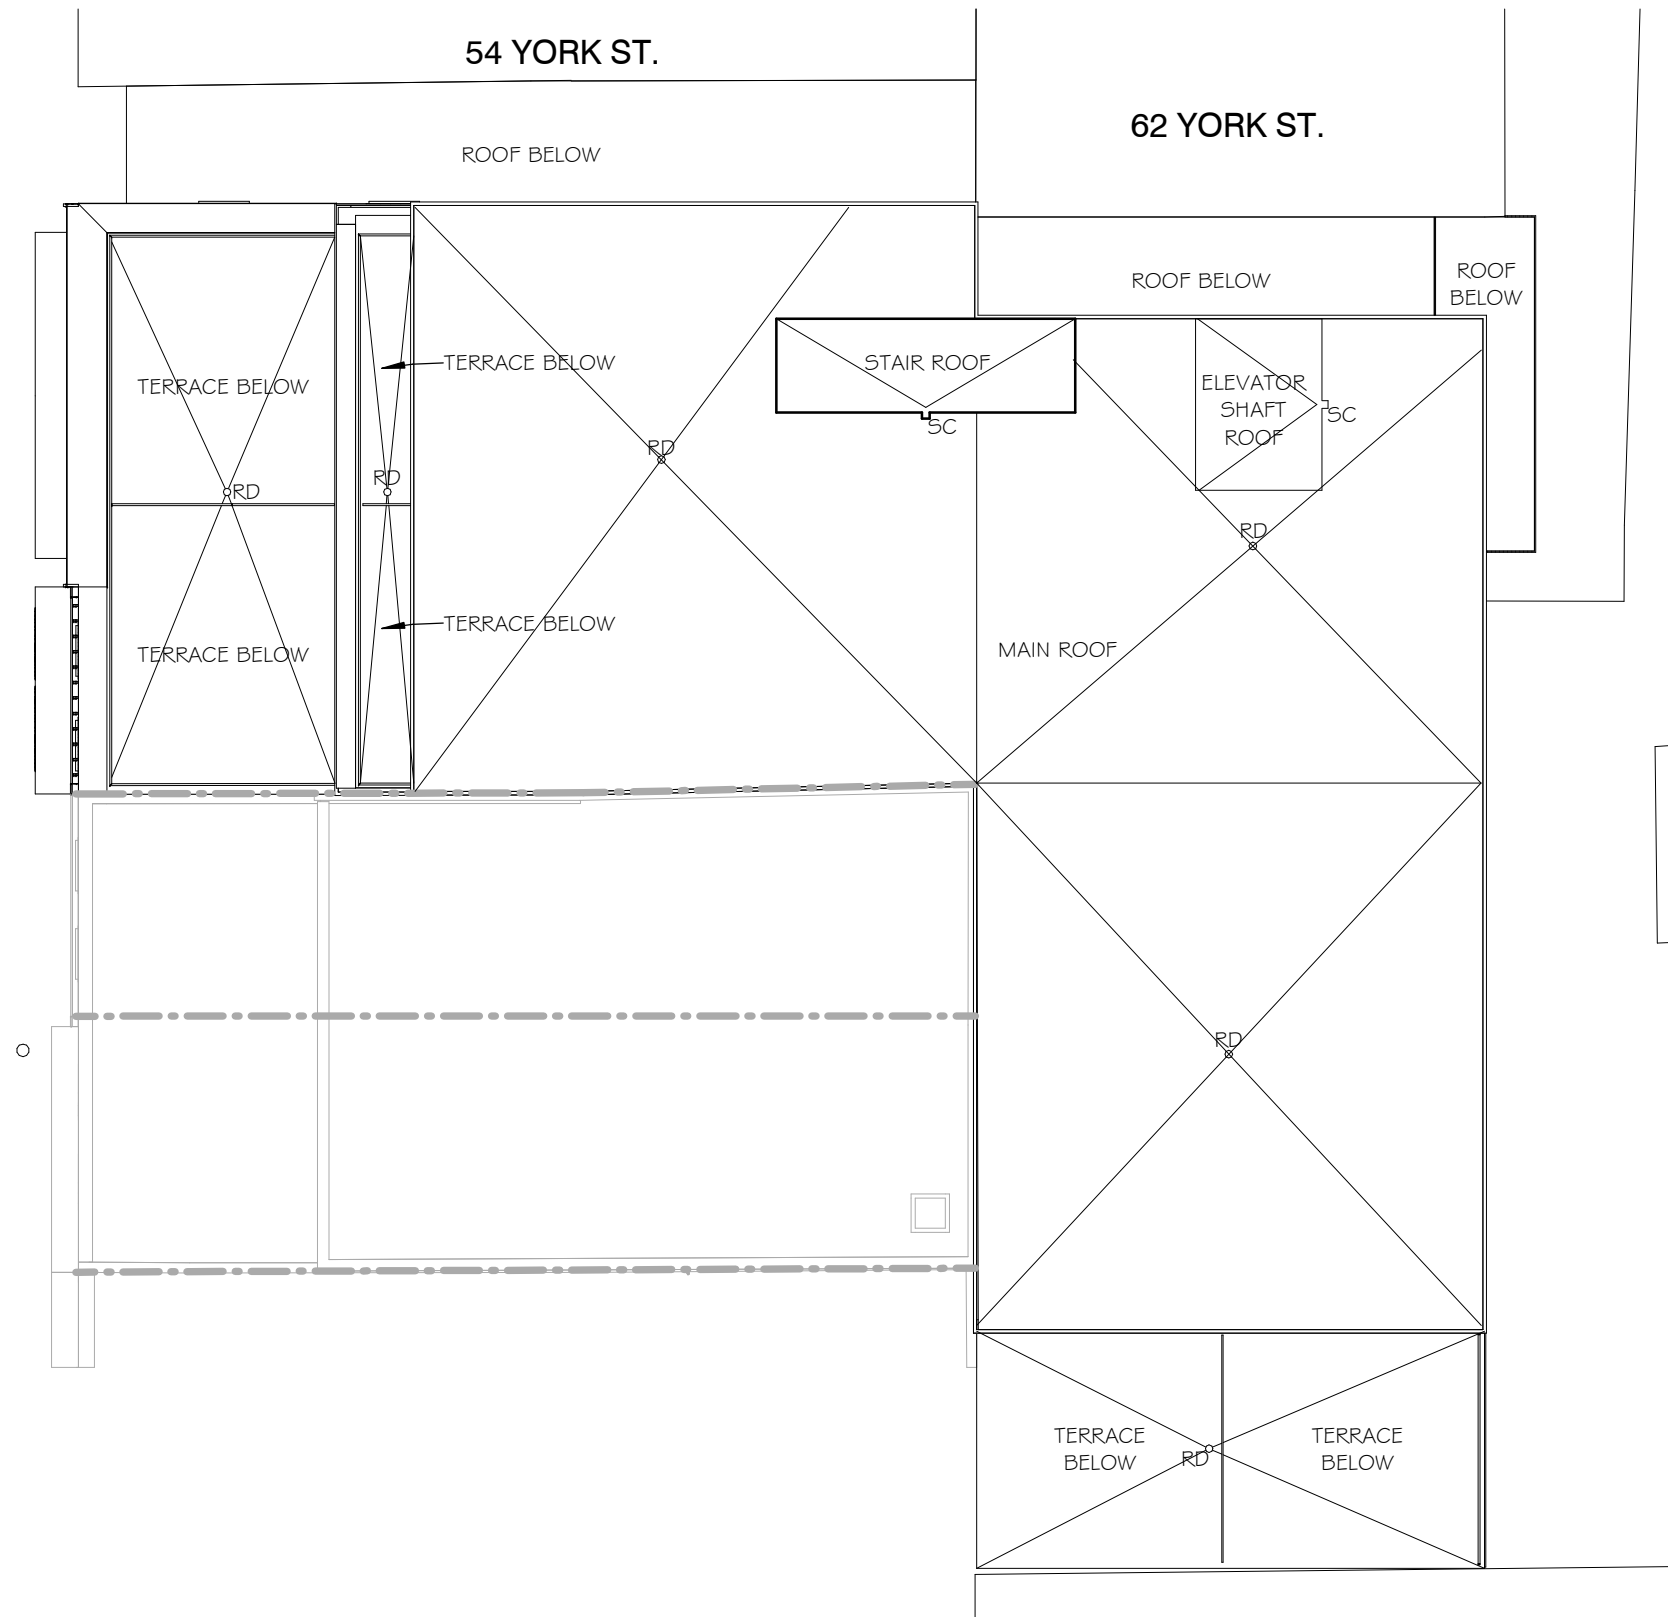 54 YORK ST.
62 YORK ST.
ROOF BELOW
ROOF BELOW
ROOF
BELOW
TERRACE BELOW
TERRACE BELOW
STAIR ROOF
SC
ELEVATOR
SHAFT
ROOF
SC
RD
RD
RD
RD
TERRACE BELOW
TERRACE BELOW
MAIN ROOF
RD
TERRACE
BELOW
RD
TERRACE
BELOW